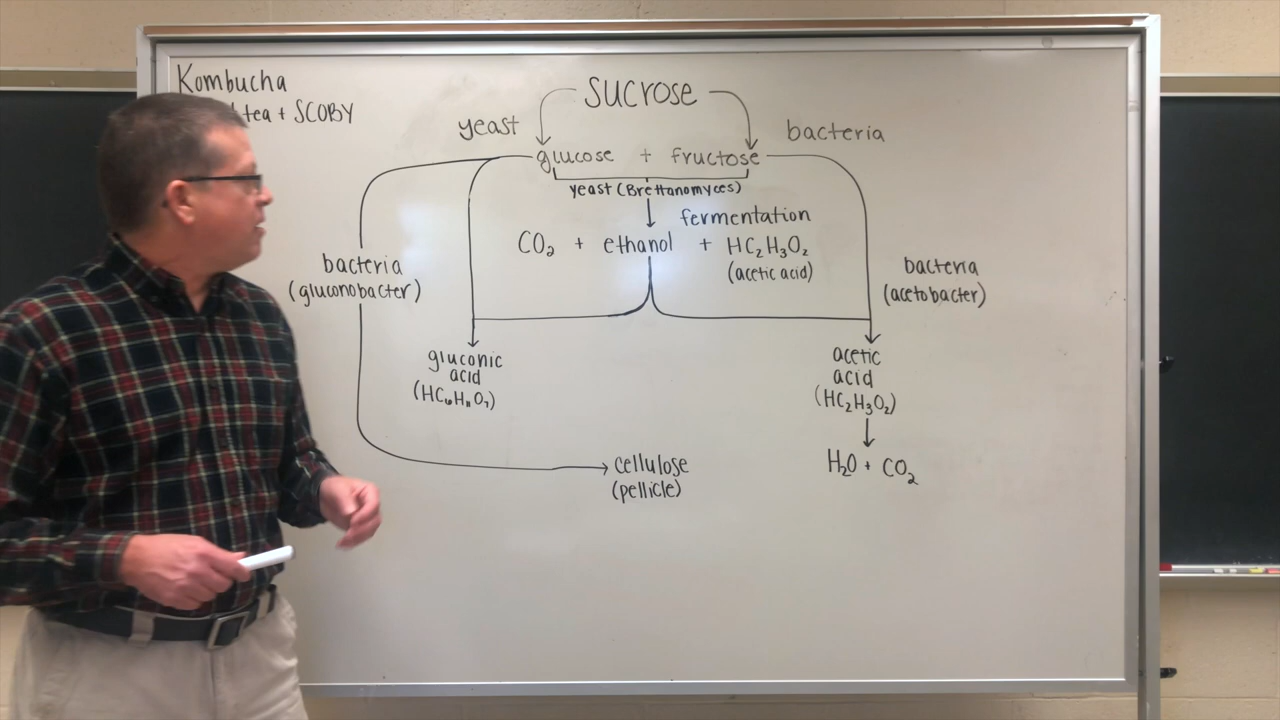 Kombucha
tea + SCOBY
sucrose
yeast
bacteria
glucose + fructose
yeast (Brettanomyces)
fermentation
CO₂ + ethanol + HC₂H₃O₂
(acetic acid)
bacteria
(gluconobacter)
bacteria
(acetobacter)
gluconic
acid
(HC₆H₁₁O₇)
acetic
acid
(HC₂H₃O₂)
cellulose
(pellicle)
H₂O + CO₂